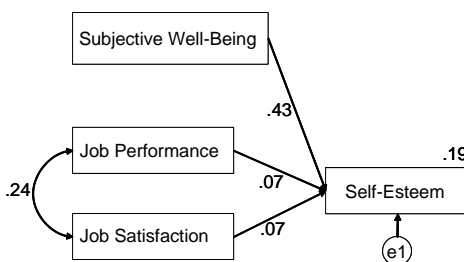 Subjective Well-Being
.43
Job Performance
.19
.07
.24
Self-Esteem
.07
Job Satisfaction
e1